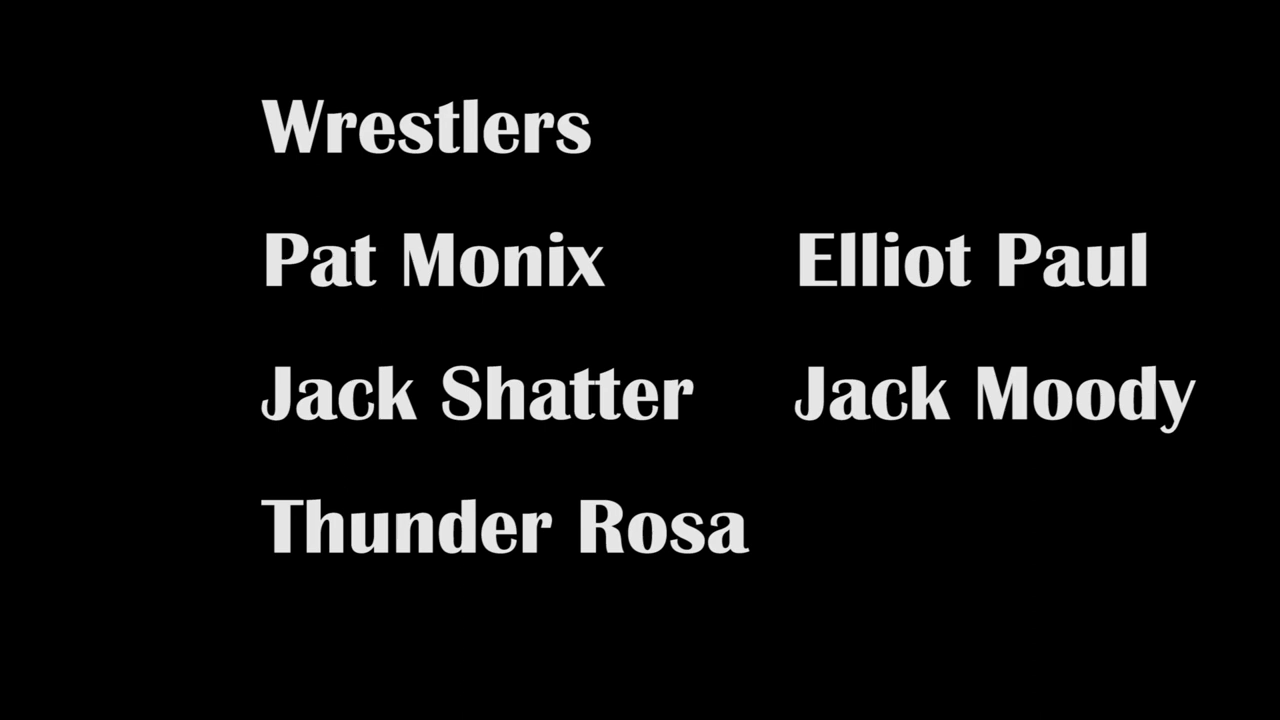 Wrestlers
Pat Monix Elliot Paul
Jack Shatter Jack Moody
Thunder Rosa